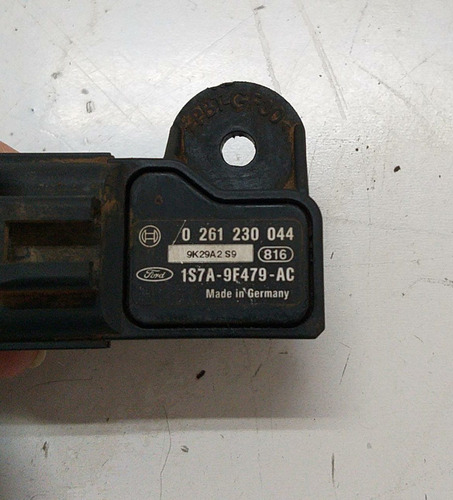 0 261 230 044
9K29A2 S9 816
Ford 1S7A-9F479-AC
Made in Germany